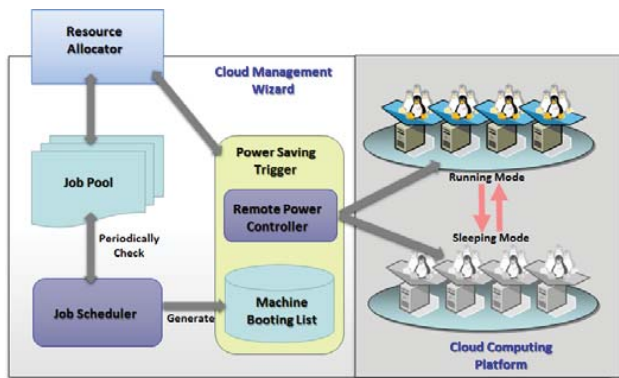 Resource
Allocator
Cloud Management
Wizard
Job Pool
Power Saving
Trigger
Remote Power
Controller
Running Mode
Sleeping Mode
Periodically
Check
Job Scheduler
Generate
Machine
Booting List
Cloud Computing
Platform